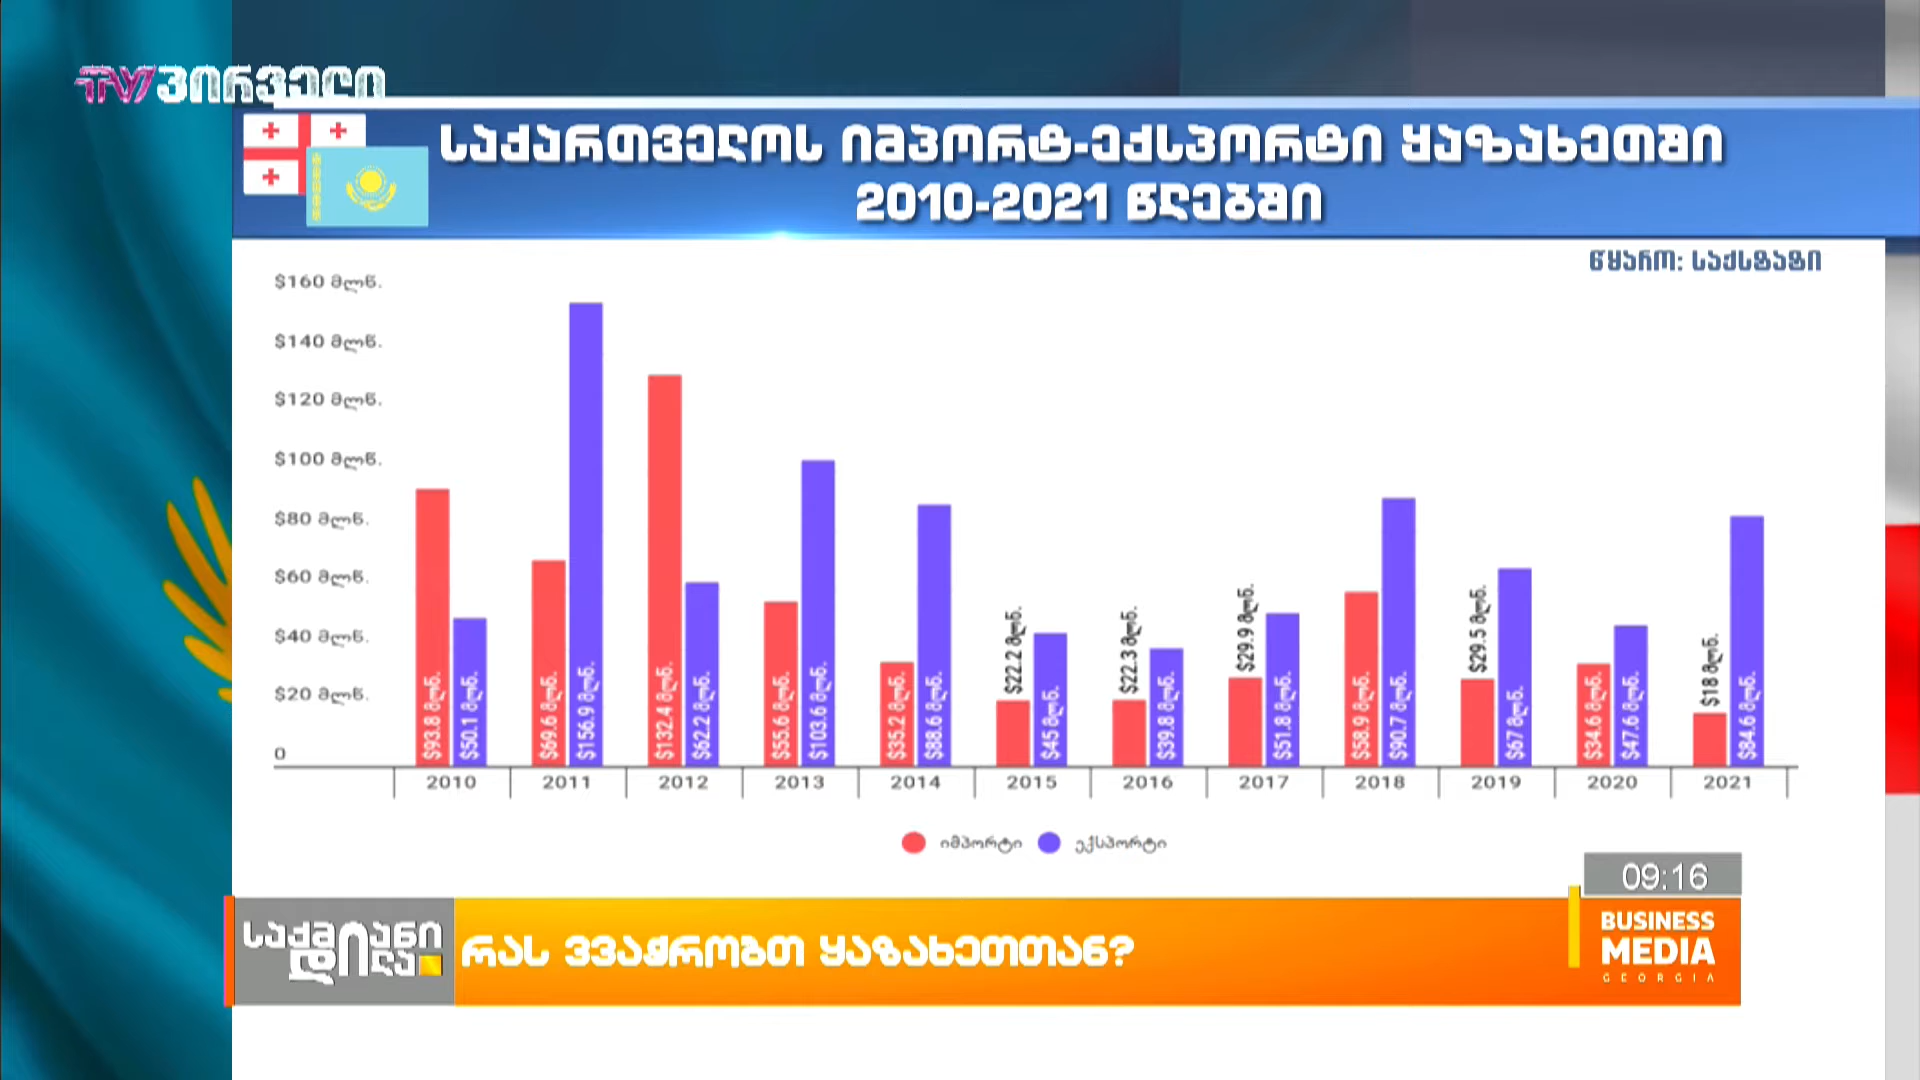 TV პირველი
საქართველოს იმპორტ-ექსპორტი ყაზახეთში
2010-2021 წლებში
წყარო: საქსტატი
$160 მლნ.
$140 მლნ.
$120 მლნ.
$100 მლნ.
$80 მლნ.
$60 მლნ.
$40 მლნ.
$20 მლნ.
0
$93.8 მლნ.
$50.1 მლნ.
$69.6 მლნ.
$156.9 მლნ.
$132.4 მლნ.
$62.2 მლნ.
$55.6 მლნ.
$103.6 მლნ.
$35.2 მლნ.
$88.6 მლნ.
$22.2 მლნ.
$45 მლნ.
$22.3 მლნ.
$39.8 მლნ.
$29.9 მლნ.
$51.8 მლნ.
$58.9 მლნ.
$90.7 მლნ.
$29.5 მლნ.
$67 მლნ.
$34.6 მლნ.
$47.6 მლნ.
$18 მლნ.
$84.6 მლნ.
2010 2011 2012 2013 2014 2015 2016 2017 2018 2019 2020 2021
იმპორტი ექსპორტი
09:16
საქმიანი
დილა
რას ვვაჭრობთ ყაზახეთთან?
BUSINESS
MEDIA
GEORGIA